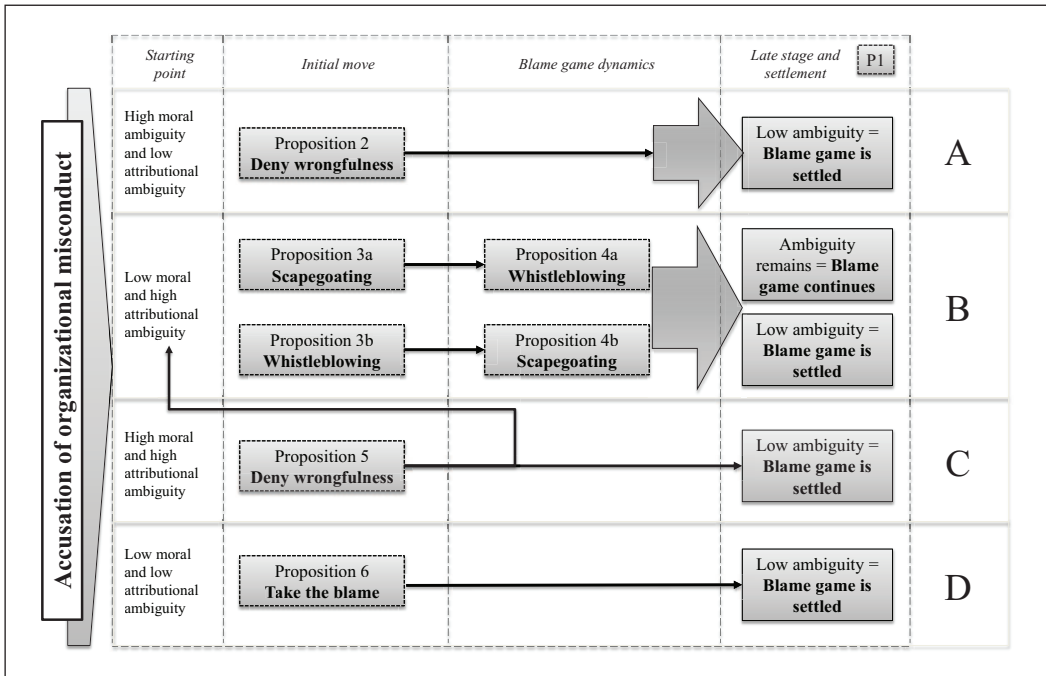 Accusation of organizational misconduct
Starting
point
Initial move
Blame game dynamics
Late stage and
settlement
P1
High moral
ambiguity
and low
attributional
ambiguity
Proposition 2
Deny wrongfulness
Low ambiguity =
Blame game is
settled
A
Low moral
and high
attributional
ambiguity
Proposition 3a
Scapegoating
Proposition 4a
Whistleblowing
Ambiguity
remains = Blame
game continues
Proposition 3b
Whistleblowing
Proposition 4b
Scapegoating
Low ambiguity =
Blame game is
settled
B
High moral
and high
attributional
ambiguity
Proposition 5
Deny wrongfulness
Low ambiguity =
Blame game is
settled
C
Low moral
and low
attributional
ambiguity
Proposition 6
Take the blame
Low ambiguity =
Blame game is
settled
D